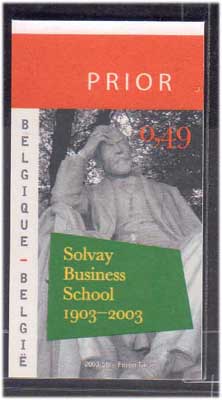 PRIOR
0,49
BELGIQUE – BELGIË
Solvay
Business
School
1903–2003